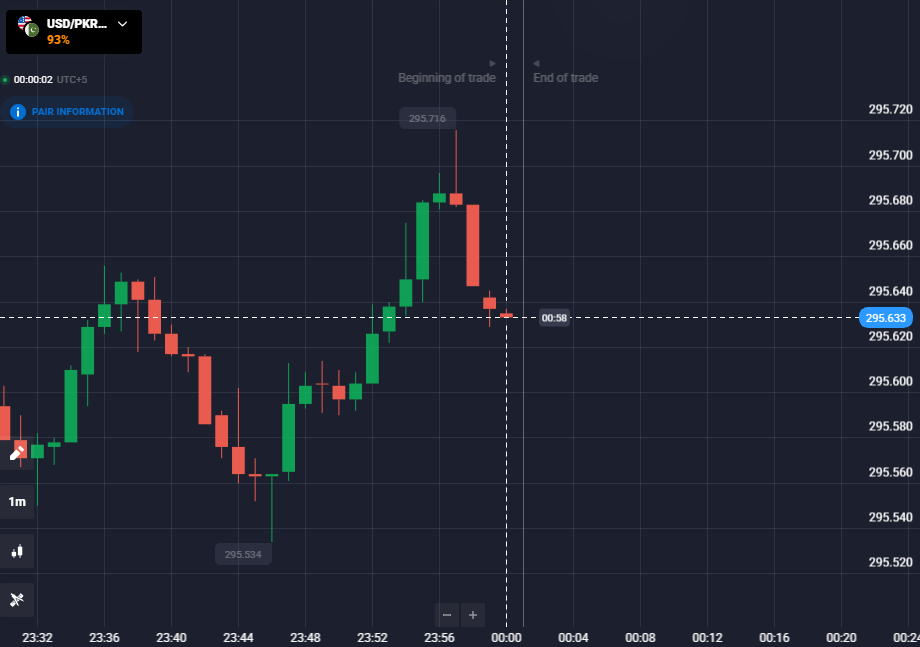 USD/PKR...
93%
00:00:02 UTC+5
PAIR INFORMATION
Beginning of trade
End of trade
295.716
295.720
295.700
295.680
295.660
295.640
00:58
295.633
295.620
295.600
295.580
295.560
295.540
295.520
295.534
1m
23:32 23:36 23:40 23:44 23:48 23:52 23:56 00:00 00:04 00:08 00:12 00:16 00:20 00:24